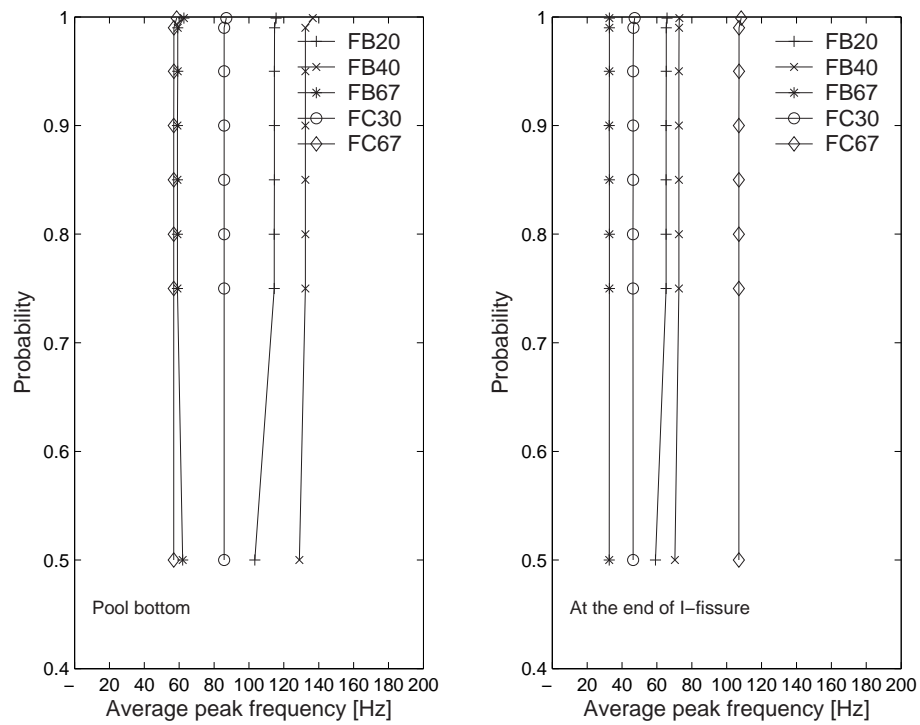 1
0.9
0.8
0.7
0.6
0.5
0.4
Probability
FB20
FB40
FB67
FC30
FC67
Pool bottom
– 20 40 60 80 100 120 140 160 180 200
Average peak frequency [Hz]
1
0.9
0.8
0.7
0.6
0.5
0.4
Probability
FB20
FB40
FB67
FC30
FC67
At the end of I–fissure
– 20 40 60 80 100 120 140 160 180 200
Average peak frequency [Hz]